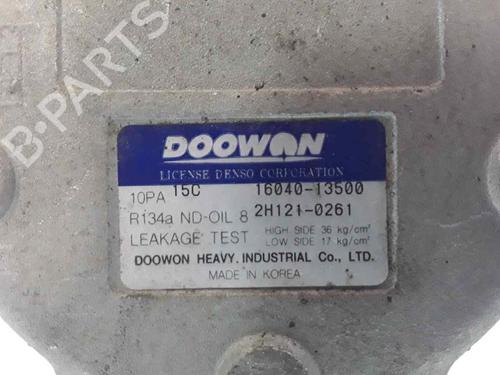 B-PARTS
DOOWON
LICENSE DENSO CORPORATION
10PA 15C 16040-13500
R134a ND-OIL 8 2H121-0261
LEAKAGE TEST HIGH SIDE 36 kg/cm²
LOW SIDE 17 kg/cm²
DOOWON HEAVY. INDUSTRIAL Co., LTD.
MADE IN KOREA